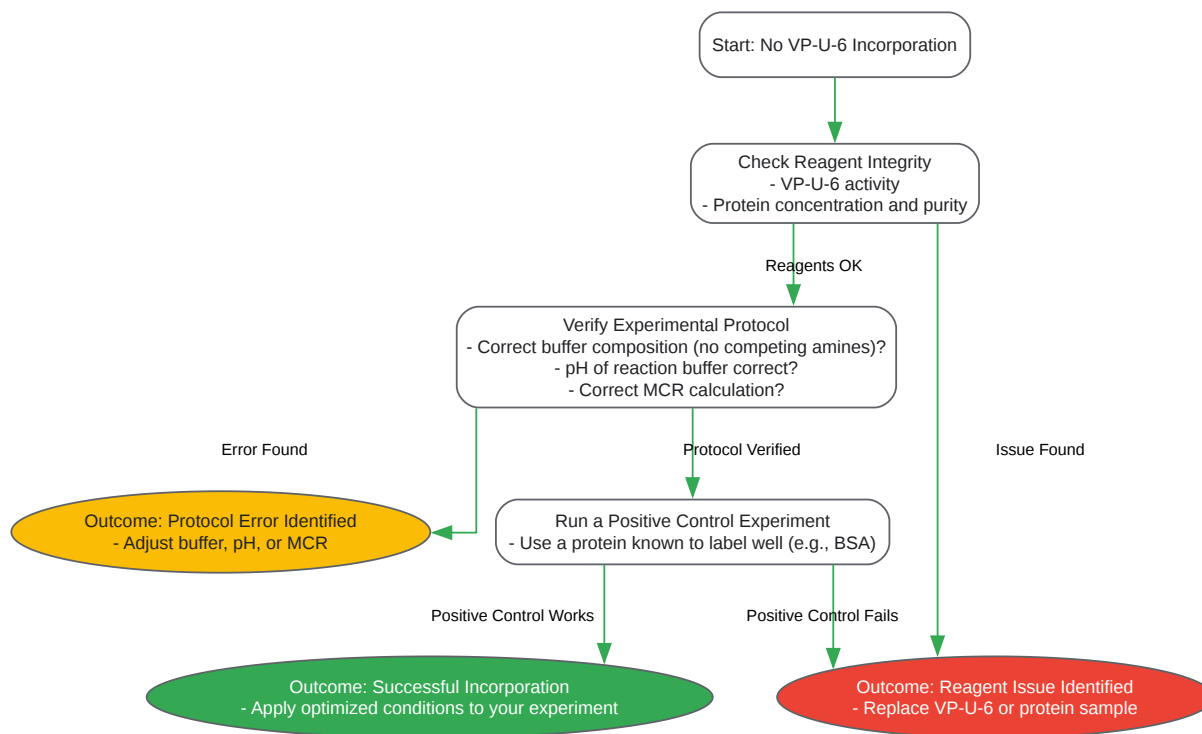 Start: No VP-U-6 Incorporation
Check Reagent Integrity
- VP-U-6 activity
- Protein concentration and purity
Reagents OK
Verify Experimental Protocol
- Correct buffer composition (no competing amines)?
- pH of reaction buffer correct?
- Correct MCR calculation?
Error Found
Protocol Verified
Issue Found
Outcome: Protocol Error Identified
- Adjust buffer, pH, or MCR
Run a Positive Control Experiment
- Use a protein known to label well (e.g., BSA)
Positive Control Works
Positive Control Fails
Outcome: Successful Incorporation
- Apply optimized conditions to your experiment
Outcome: Reagent Issue Identified
- Replace VP-U-6 or protein sample